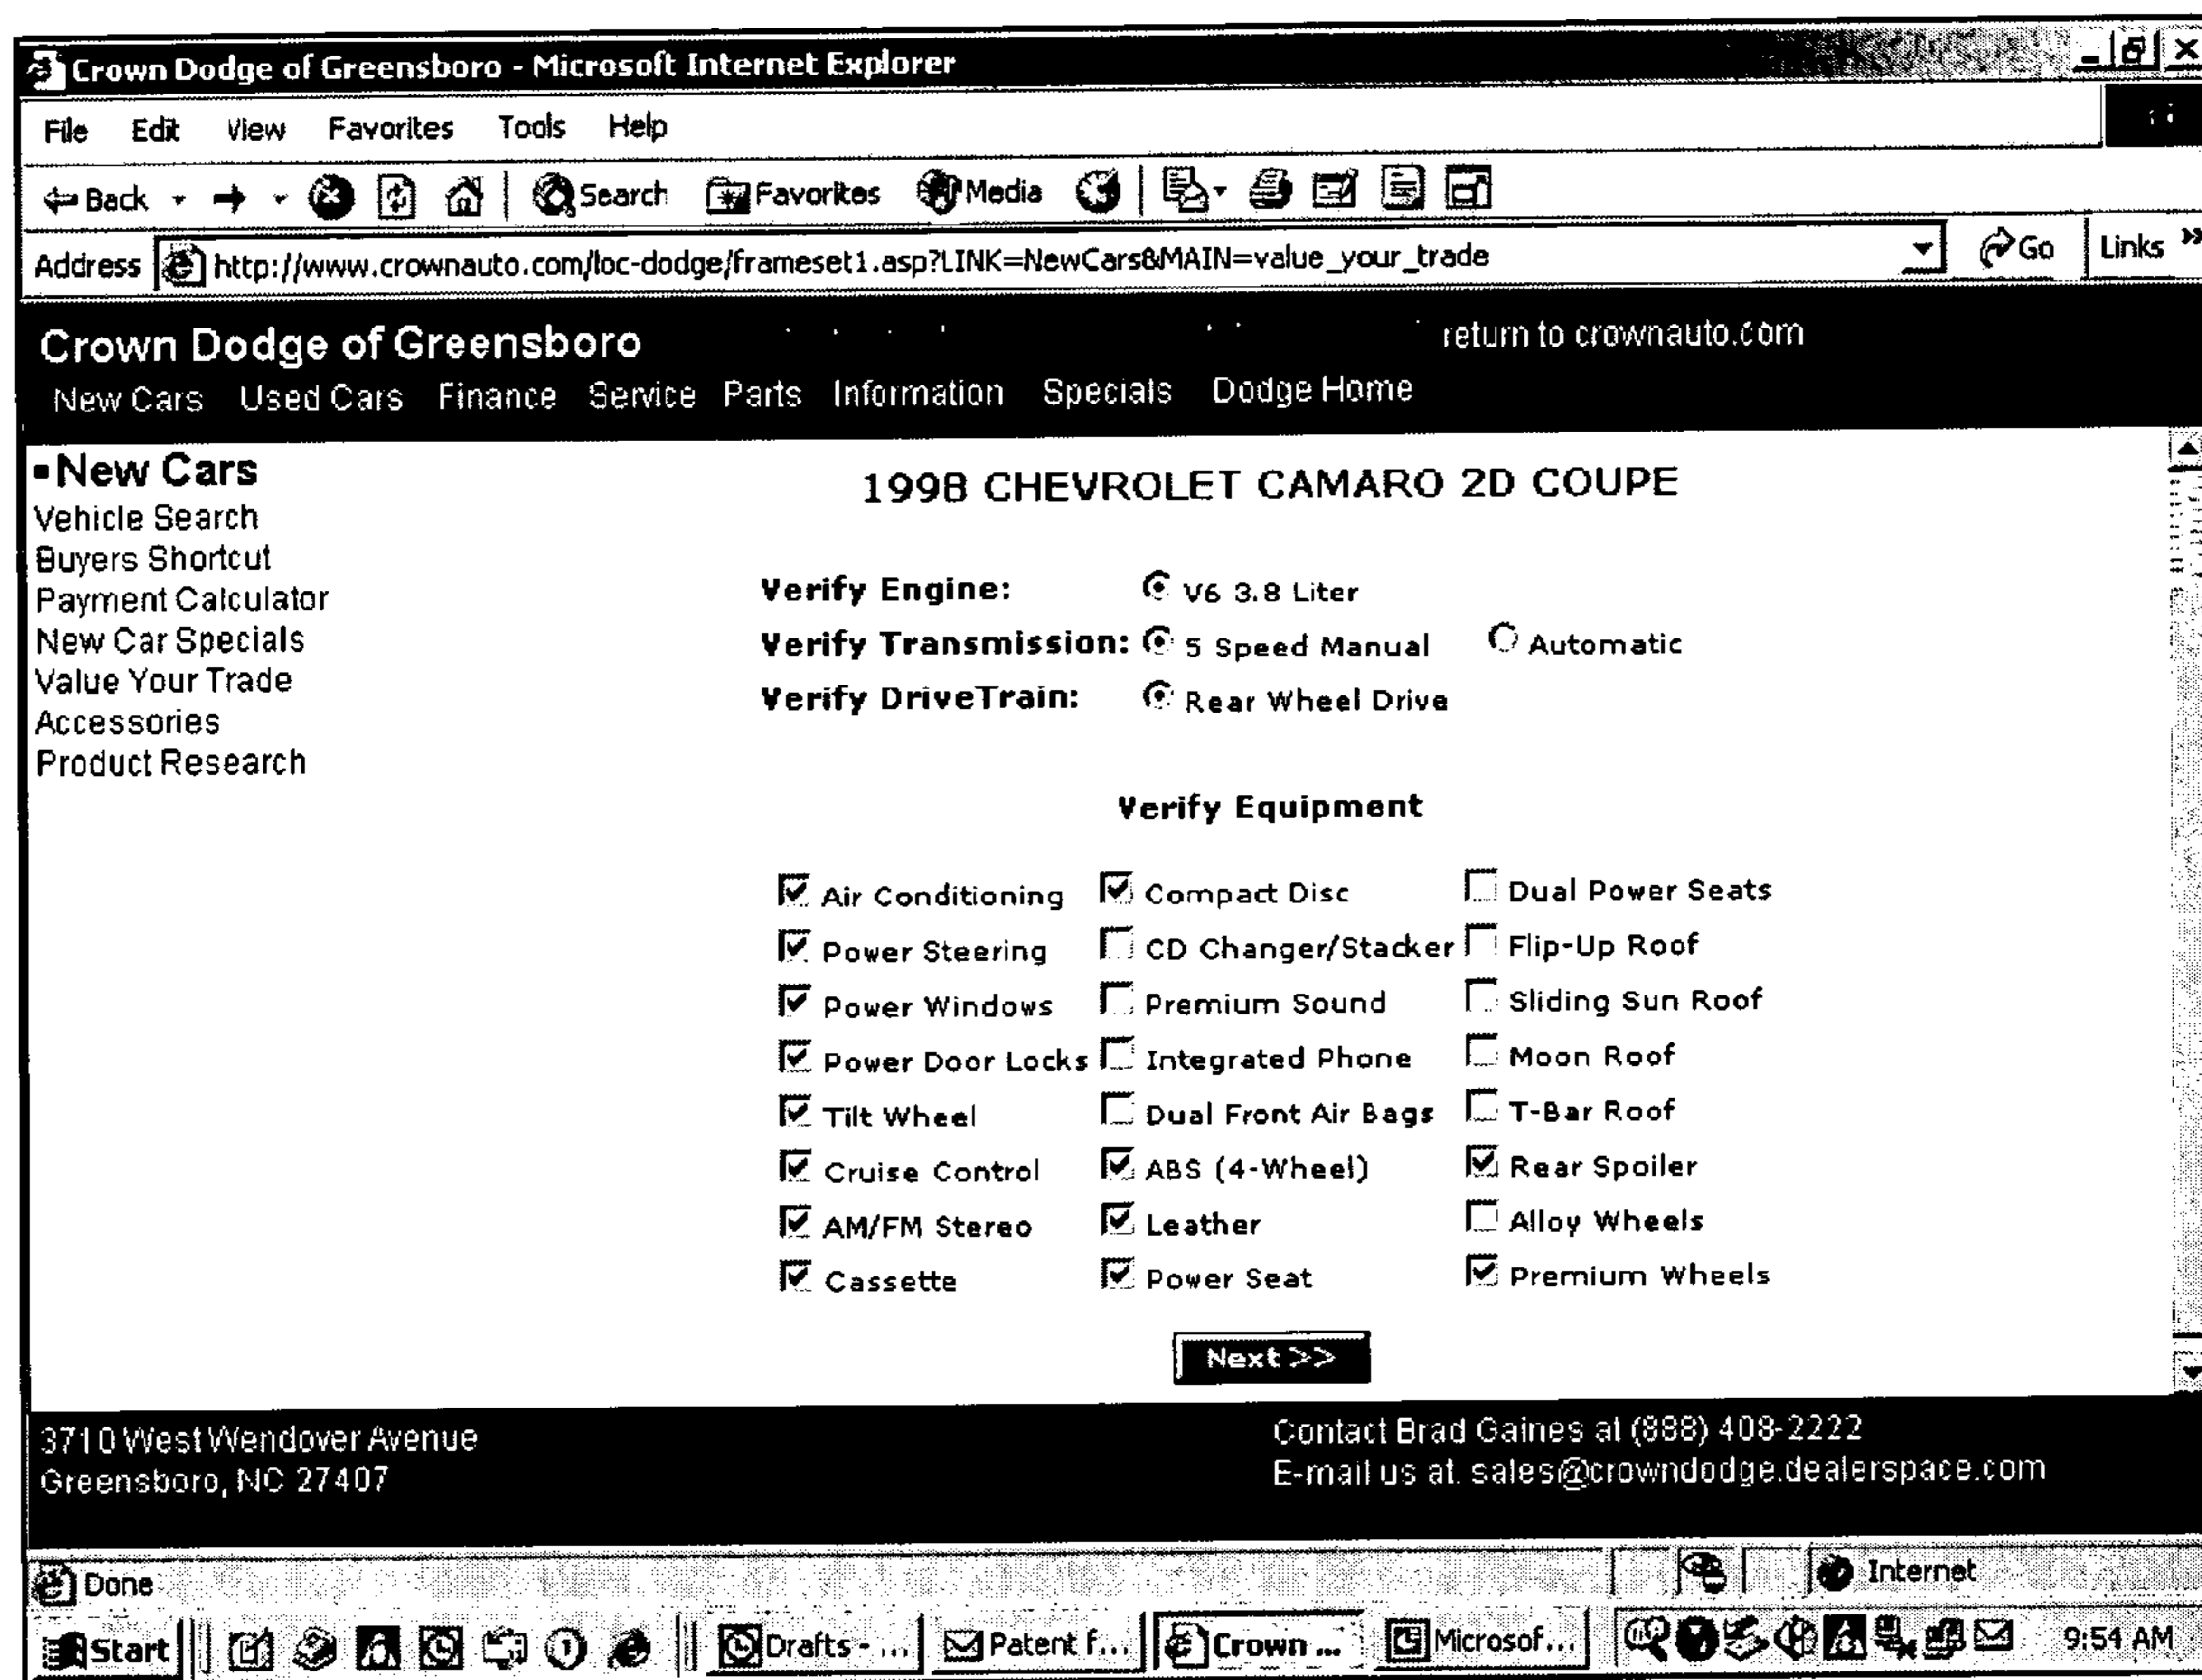 Crown Dodge of Greensboro - Microsoft Internet Explorer
File Edit View Favorites Tools Help
Back Search Favorites Media
Address http://www.crownauto.com/loc-dodge/frameset1.asp?LINK=NewCars&MAIN=value_your_trade Go Links »
Crown Dodge of Greensboro return to crownauto.com
New Cars Used Cars Finance Service Parts Information Specials Dodge Home
New Cars
Vehicle Search
Buyers Shortcut
Payment Calculator
New Car Specials
Value Your Trade
Accessories
Product Research
1998 CHEVROLET CAMARO 2D COUPE
Verify Engine: V6 3.8 Liter
Verify Transmission: 5 Speed Manual Automatic
Verify DriveTrain: Rear Wheel Drive
Verify Equipment
Air Conditioning Compact Disc Dual Power Seats
Power Steering CD Changer/Stacker Flip-Up Roof
Power Windows Premium Sound Sliding Sun Roof
Power Door Locks Integrated Phone Moon Roof
Tilt Wheel Dual Front Air Bags T-Bar Roof
Cruise Control ABS (4-Wheel) Rear Spoiler
AM/FM Stereo Leather Alloy Wheels
Cassette Power Seat Premium Wheels
Next >>
3710 West Wendover Avenue
Greensboro, NC 27407
Contact Brad Gaines at (888) 408-2222
E-mail us at. sales@crowndodge.dealerspace.com
Done Internet
Start Drafts - ... Patent f... Crown ... Microsof... 9:54 AM